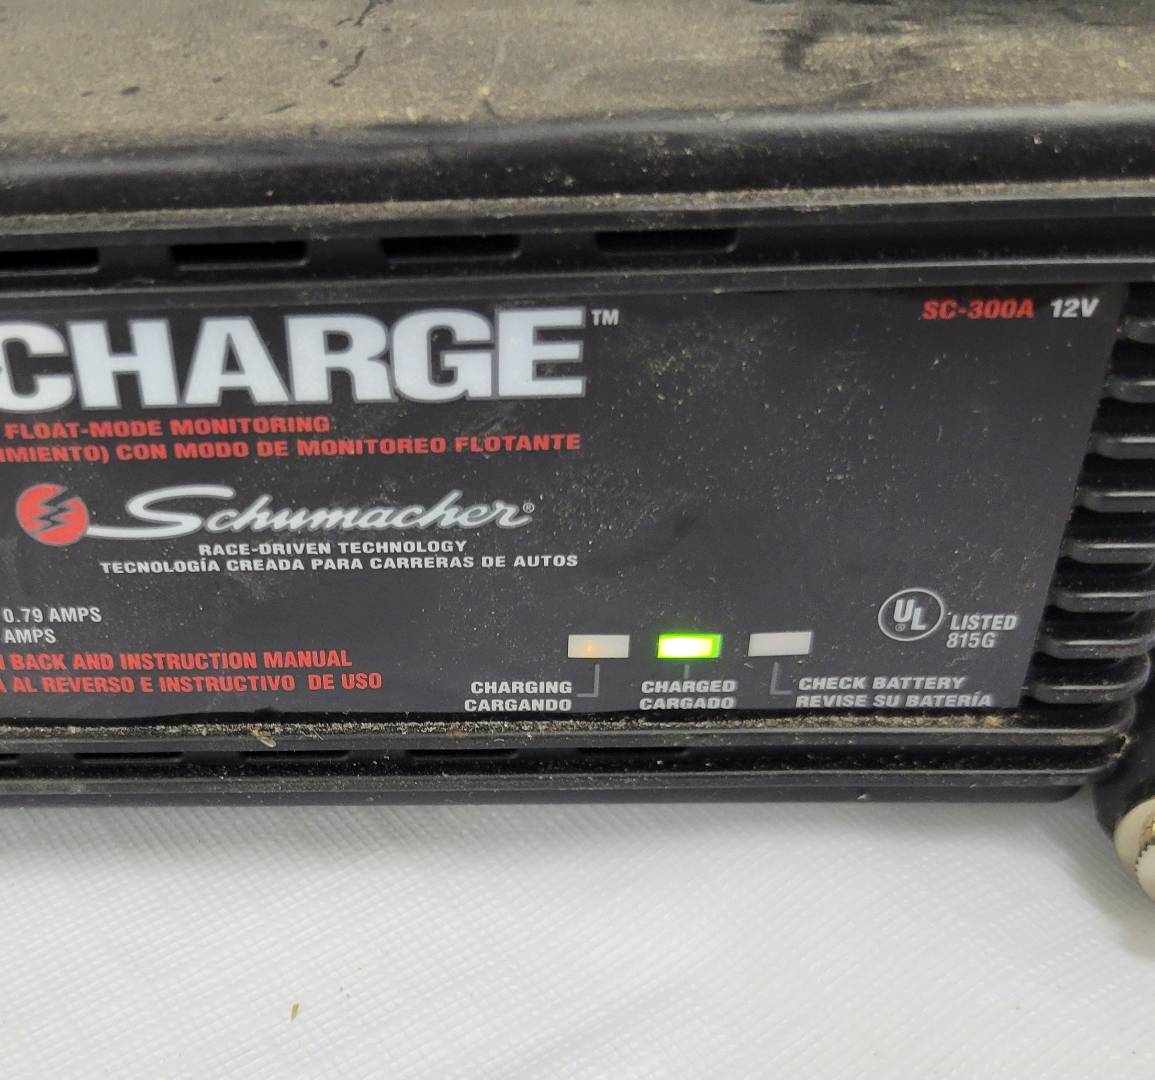 CHARGE™
SC-300A 12V
FLOAT-MODE MONITORING
IMIENTO) CON MODO DE MONITOREO FLOTANTE
Schumacher®
RACE-DRIVEN TECHNOLOGY
TECNOLOGÍA CREADA PARA CARRERAS DE AUTOS
0.79 AMPS
AMPS
BACK AND INSTRUCTION MANUAL
AL REVERSO E INSTRUCTIVO DE USO
CHARGING
CARGANDO
CHARGED
CARGADO
CHECK BATTERY
REVISE SU BATERÍA
UL® LISTED
815G